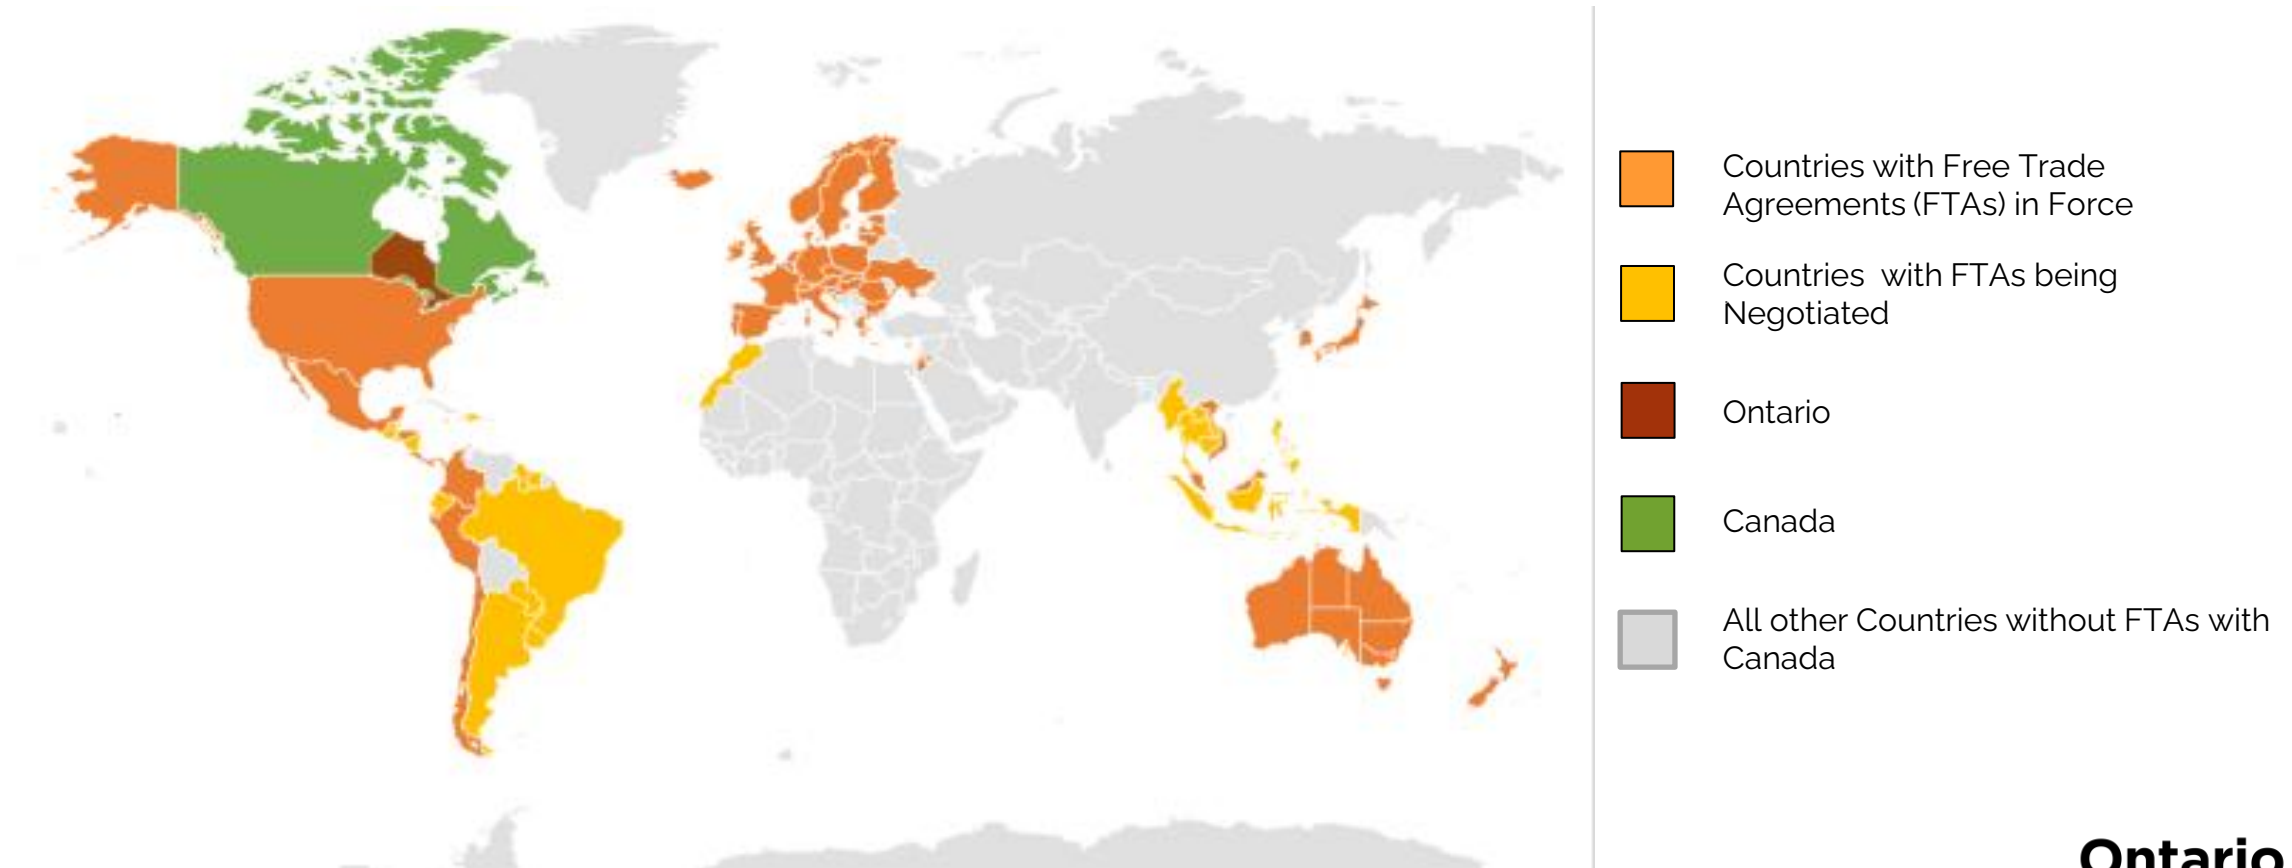 Countries with Free Trade
Agreements (FTAs) in Force
Countries with FTAs being
Negotiated
Ontario
Canada
All other Countries without FTAs with
Canada
Ontario